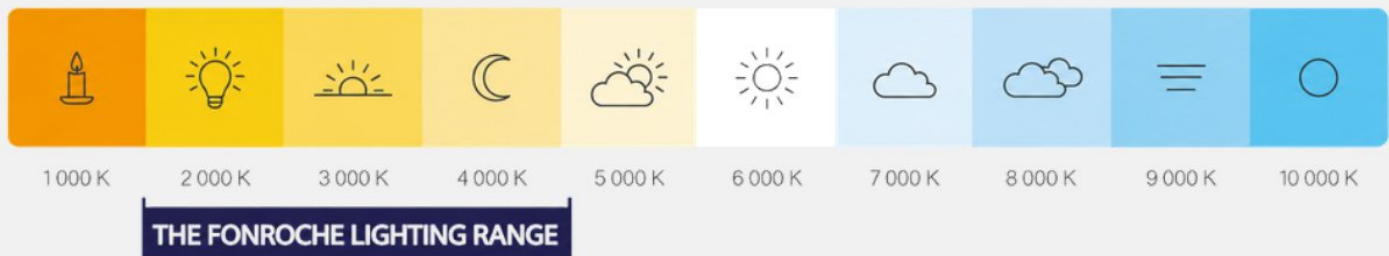 1 000 K 2 000 K 3 000 K 4 000 K 5 000 K 6 000 K 7 000 K 8 000 K 9 000 K 10 000 K
THE FONROCHE LIGHTING RANGE